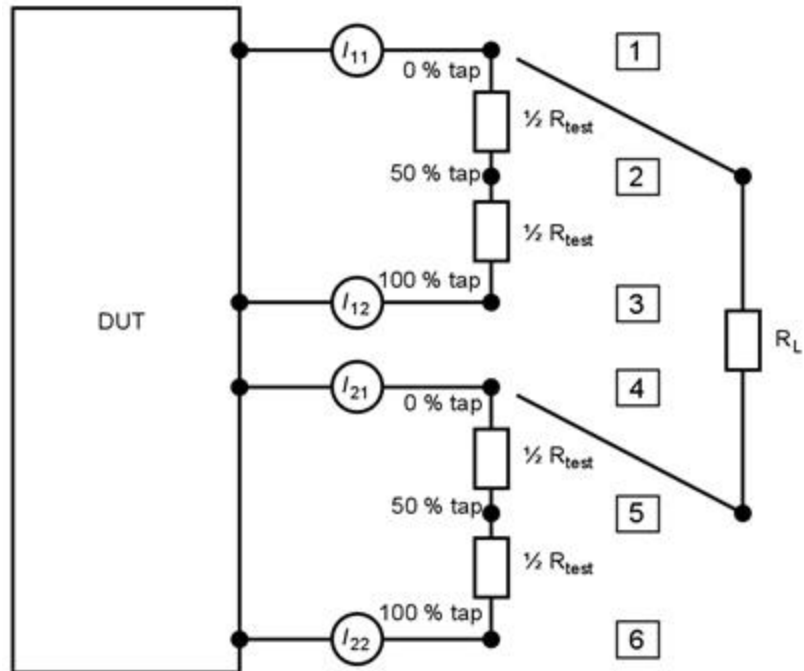 I11
1
0 % tap
½ Rtest
50 % tap
2
½ Rtest
100 % tap
I12
3
DUT
RL
I21
4
0 % tap
½ Rtest
50 % tap
5
½ Rtest
100 % tap
I22
6